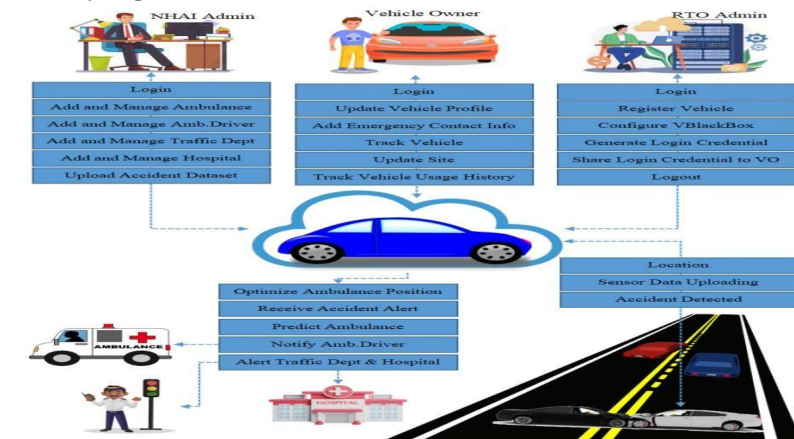 NHAI Admin
Login
Add and Manage Ambulance
Add and Manage Amb.Driver
Add and Manage Traffic Dept
Add and Manage Hospital
Upload Accident Dataset
Vehicle Owner
Login
Update Vehicle Profile
Add Emergency Contact Info
Track Vehicle
Update Site
Track Vehicle Usage History
RTO Admin
Login
Register Vehicle
Configure VBlackBox
Generate Login Credential
Share Login Credential to VO
Logout
Location
Sensor Data Uploading
Accident Detected
Optimize Ambulance Position
Receive Accident Alert
Predict Ambulance
Notify Amb.Driver
Alert Traffic Dept & Hospital
AMBULANCE
HOSPITAL